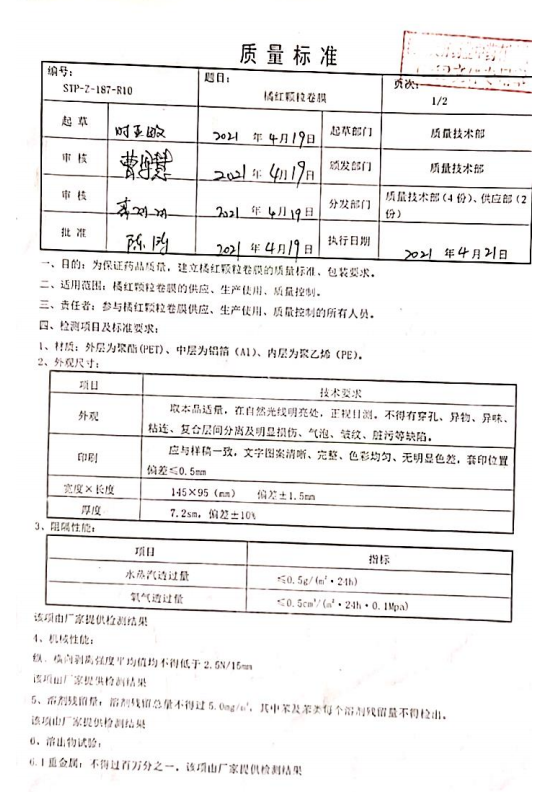 质量标准
编号：
STP-Z-187-R10
题目：
橘红颗粒卷膜
页次：
1/2
起草
时亚敏
2021 年 4月19日
起草部门
质量技术部
审核
2021 年 4月19日
颁发部门
质量技术部
审核
2021 年 4月19日
分发部门
质量技术部（4 份）、供应部（2
份）
批准
2021 年 4月19日
执行日期
2021 年 4月21日
一、目的：为保证药品质量，建立橘红颗粒卷膜的质量标准、包装要求。
二、适用范围：橘红颗粒卷膜的供应、生产使用、质量控制。
三、责任者：参与橘红颗粒卷膜供应、生产使用、质量控制的所有人员。
四、检测项目及标准要求：
1、材质：外层为聚酯(PET)、中层为铝箔（Al）、内层为聚乙烯（PE）。
2、外观尺寸：
项目
技术要求
外观
取本品适量，在自然光线明亮处，正视目测。不得有穿孔、异物、异味、
粘连、复合层间分离及明显损伤、气泡、皱纹、脏污等缺陷。
印刷
应与样稿一致，文字图案清晰、完整、色彩均匀、无明显色差，套印位置
偏差≤0.5mm
宽度×长度
145×95（mm） 偏差±1.5mm
厚度
7.2sm，偏差±10%
3、阻隔性能：
项目
指标
水蒸汽透过量
≤0.5g/(m²·24h)
氧气透过量
≤0.5cm³/(m²·24h·0.1Mpa)
该项由厂家提供检测结果
4、机械性能：
纵、横向剥离强度平均值均不得低于 2.5N/15mm
该项由厂家提供检测结果
5、溶剂残留量：溶剂残留总量不得过 5.0mg/m²，其中苯及苯类每个溶剂残留量不得检出。
该项由厂家提供检测结果
6、溶出物试验：
6.1 重金属：不得过百万分之一。该项由厂家提供检测结果